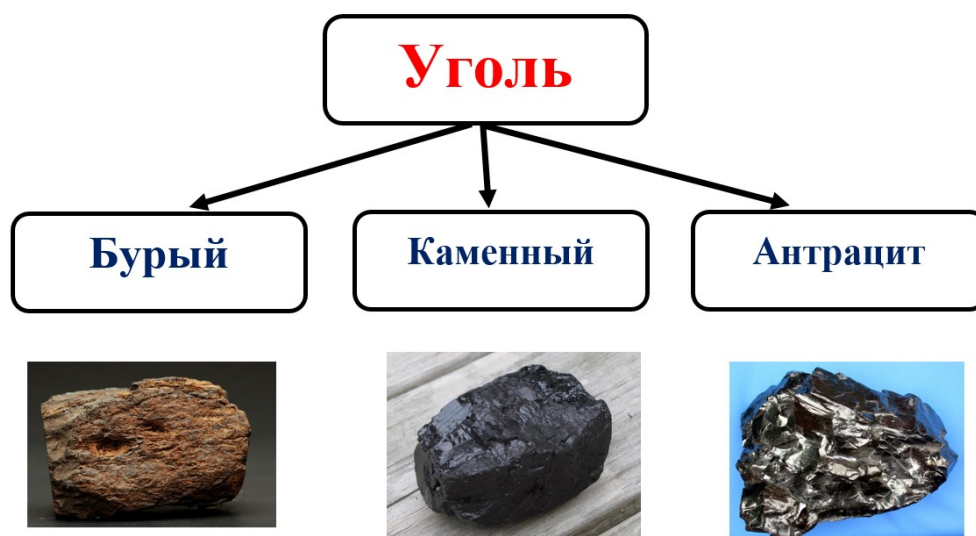 Уголь
Бурый
Каменный
Антрацит